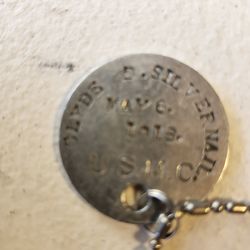 CLYDE D. SILVERNAIL.
MAY 6.
1918.
U S M. C.